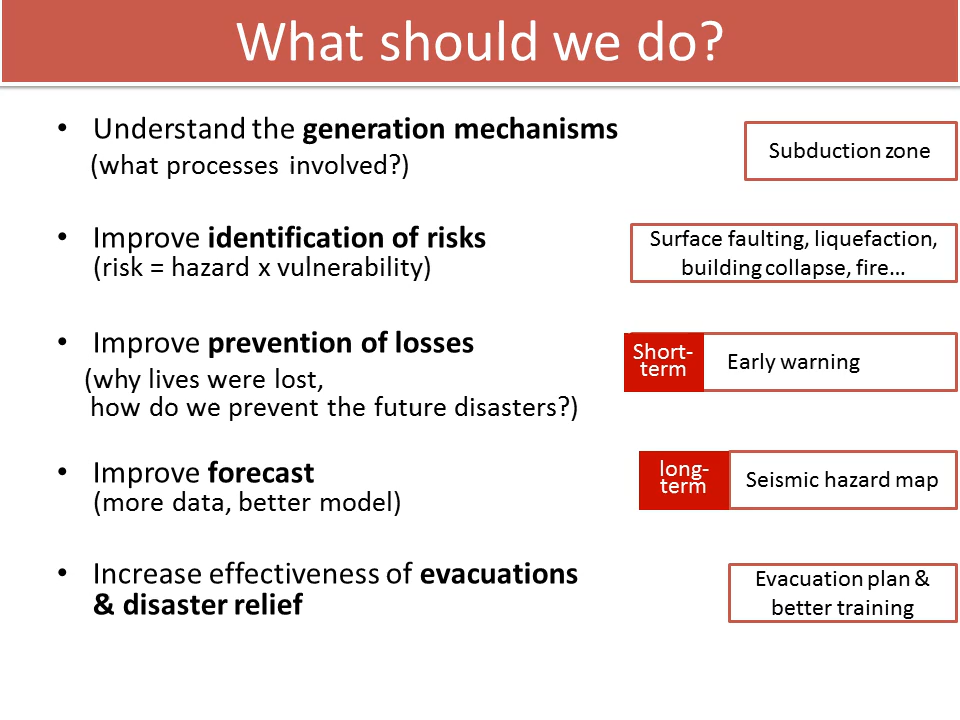 What should we do?
• Understand the generation mechanisms
(what processes involved?)
Subduction zone
• Improve identification of risks
(risk = hazard x vulnerability)
Surface faulting, liquefaction,
building collapse, fire...
• Improve prevention of losses
(why lives were lost,
how do we prevent the future disasters?)
Short-
term
Early warning
• Improve forecast
(more data, better model)
long-
term
Seismic hazard map
• Increase effectiveness of evacuations
& disaster relief
Evacuation plan &
better training